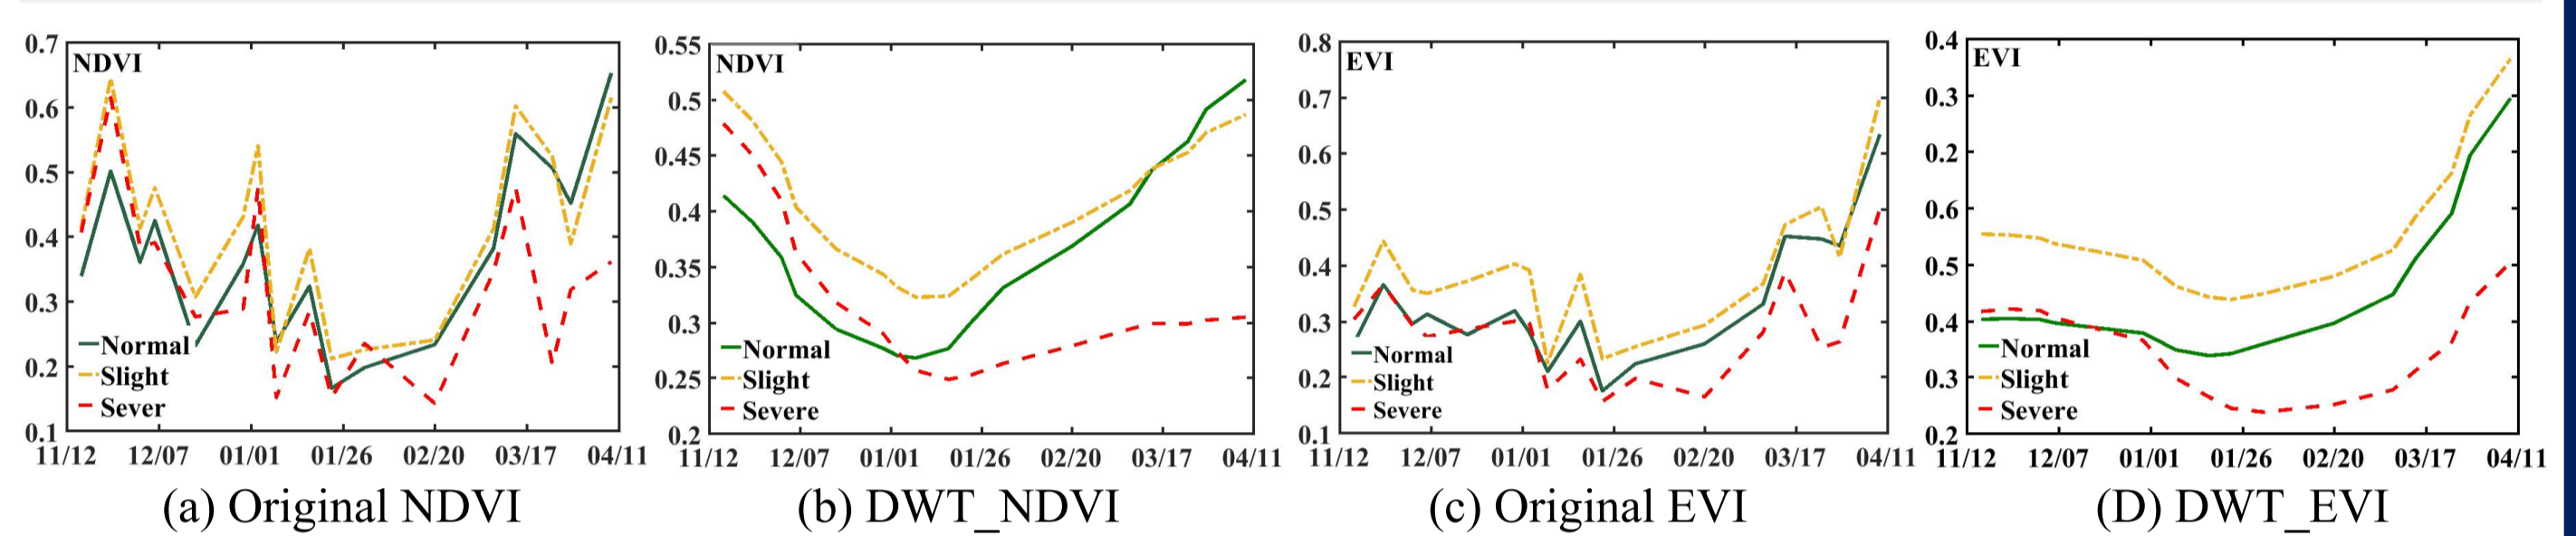 0.7
0.6
0.5
0.4
0.3
0.2
0.1
NDVI
Normal
Slight
Sever
11/12 12/07 01/01 01/26 02/20 03/17 04/11
(a) Original NDVI
0.55
0.5
0.45
0.4
0.35
0.3
0.25
0.2
NDVI
Normal
Slight
Severe
11/12 12/07 01/01 01/26 02/20 03/17 04/11
(b) DWT_NDVI
0.8
0.7
0.6
0.5
0.4
0.3
0.2
0.1
EVI
Normal
Slight
Severe
11/12 12/07 01/01 01/26 02/20 03/17 04/11
(c) Original EVI
0.4
0.3
0.2
0.6
0.5
0.4
0.3
0.2
EVI
Normal
Slight
Severe
11/12 12/07 01/01 01/26 02/20 03/17 04/11
(D) DWT_EVI